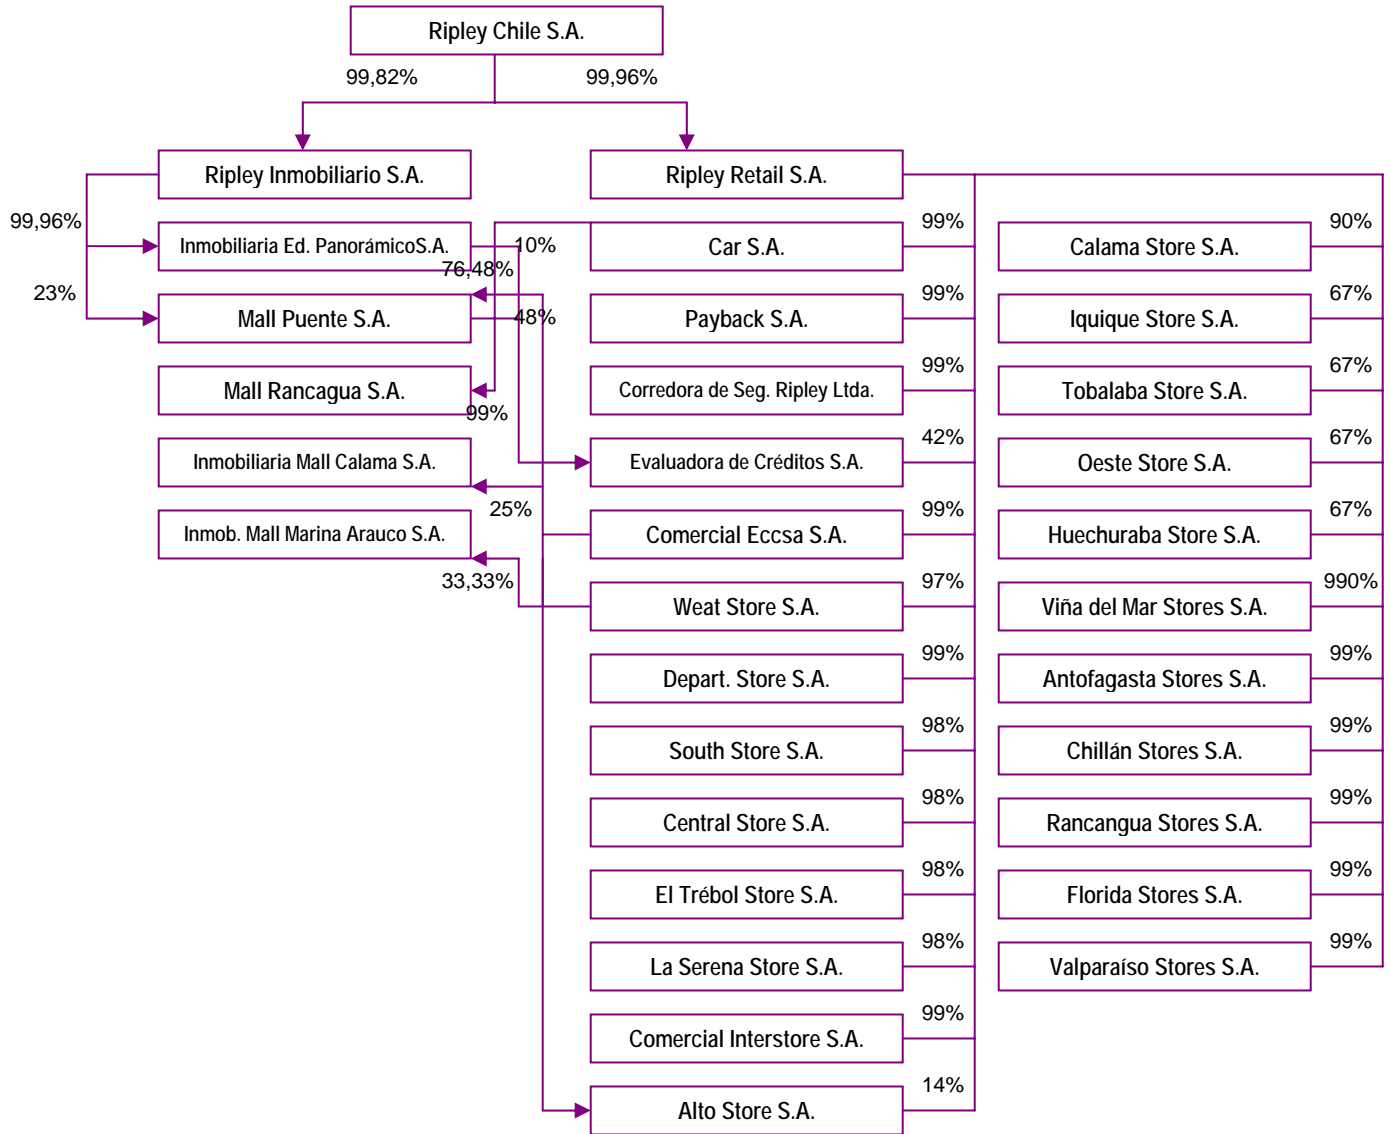 Ripley Chile S.A.
99,82% 99,96%
Ripley Inmobiliario S.A. Ripley Retail S.A.
99,96% 99% 90%
Inmobiliaria Ed. PanorámicoS.A. 10% Car S.A. Calama Store S.A.
76,48%
23% 99% 67%
Mall Puente S.A. 48% Payback S.A. Iquique Store S.A.
99% 67%
Mall Rancagua S.A. Corredora de Seg. Ripley Ltda. Tobalaba Store S.A.
99%
42% 67%
Inmobiliaria Mall Calama S.A. Evaluadora de Créditos S.A. Oeste Store S.A.
25% 99% 67%
Inmob. Mall Marina Arauco S.A. Comercial Eccsa S.A. Huechuraba Store S.A.
33,33% 97% 990%
Weat Store S.A. Viña del Mar Stores S.A.
99% 99%
Depart. Store S.A. Antofagasta Stores S.A.
98% 99%
South Store S.A. Chillán Stores S.A.
98% 99%
Central Store S.A. Rancangua Stores S.A.
98% 99%
El Trébol Store S.A. Florida Stores S.A.
98% 99%
La Serena Store S.A. Valparaíso Stores S.A.
99%
Comercial Interstore S.A.
14%
Alto Store S.A.